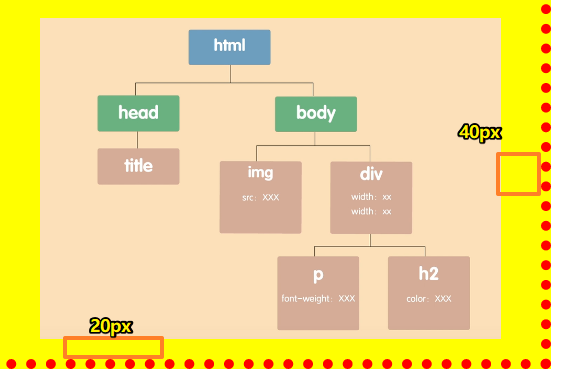 html
head
body
40px
title
img
src: XXX
div
width: xx
width: xx
p
font-weight: XXX
h2
color: XXX
20px